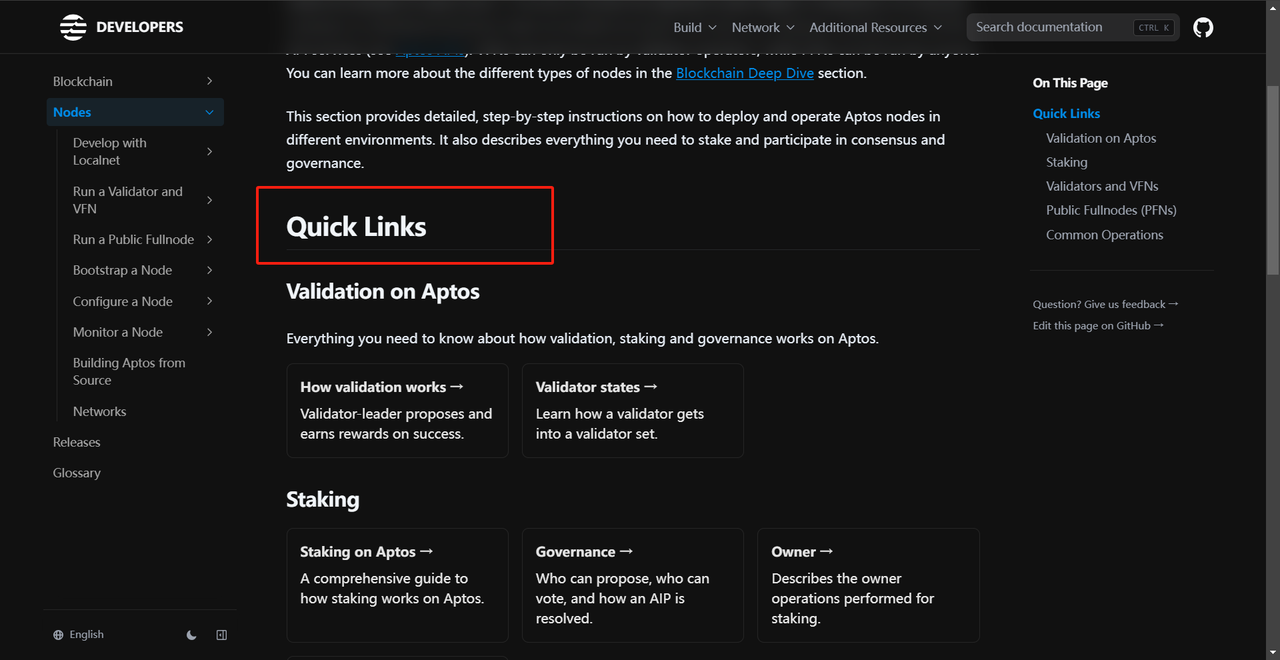 DEVELOPERS
Build
Network
Additional Resources
Search documentation
CTRL K
Blockchain
Nodes
Develop with
Localnet
Run a Validator and
VFN
Run a Public Fullnode
Bootstrap a Node
Configure a Node
Monitor a Node
Building Aptos from
Source
Networks
Releases
Glossary
English
You can learn more about the different types of nodes in the Blockchain Deep Dive section.
This section provides detailed, step-by-step instructions on how to deploy and operate Aptos nodes in
different environments. It also describes everything you need to stake and participate in consensus and
governance.
Quick Links
Validation on Aptos
Everything you need to know about how validation, staking and governance works on Aptos.
How validation works →
Validator-leader proposes and
earns rewards on success.
Validator states →
Learn how a validator gets
into a validator set.
Staking
Staking on Aptos →
A comprehensive guide to
how staking works on Aptos.
Governance →
Who can propose, who can
vote, and how an AIP is
resolved.
Owner →
Describes the owner
operations performed for
staking.
On This Page
Quick Links
Validation on Aptos
Staking
Validators and VFNs
Public Fullnodes (PFNs)
Common Operations
Question? Give us feedback →
Edit this page on GitHub →